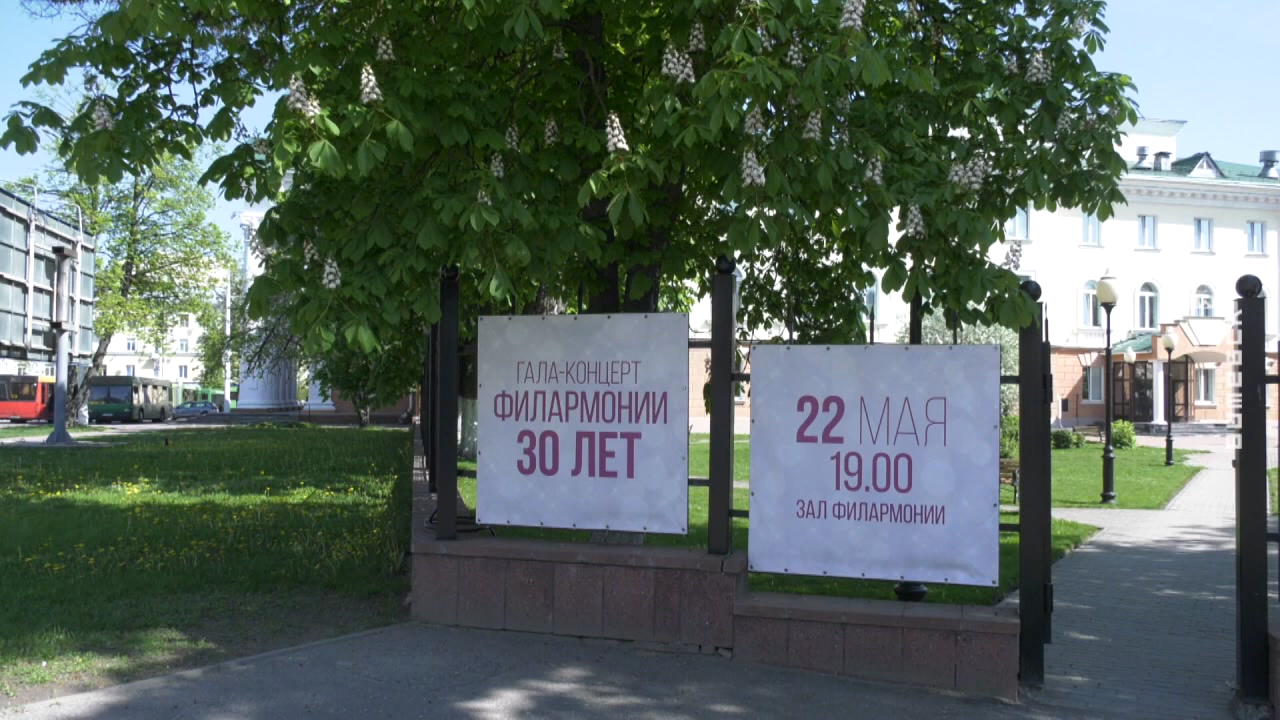 ГАЛА-КОНЦЕРТ
ФИЛАРМОНИИ
30 ЛЕТ
22 МАЯ
19.00
ЗАЛ ФИЛАРМОНИИ